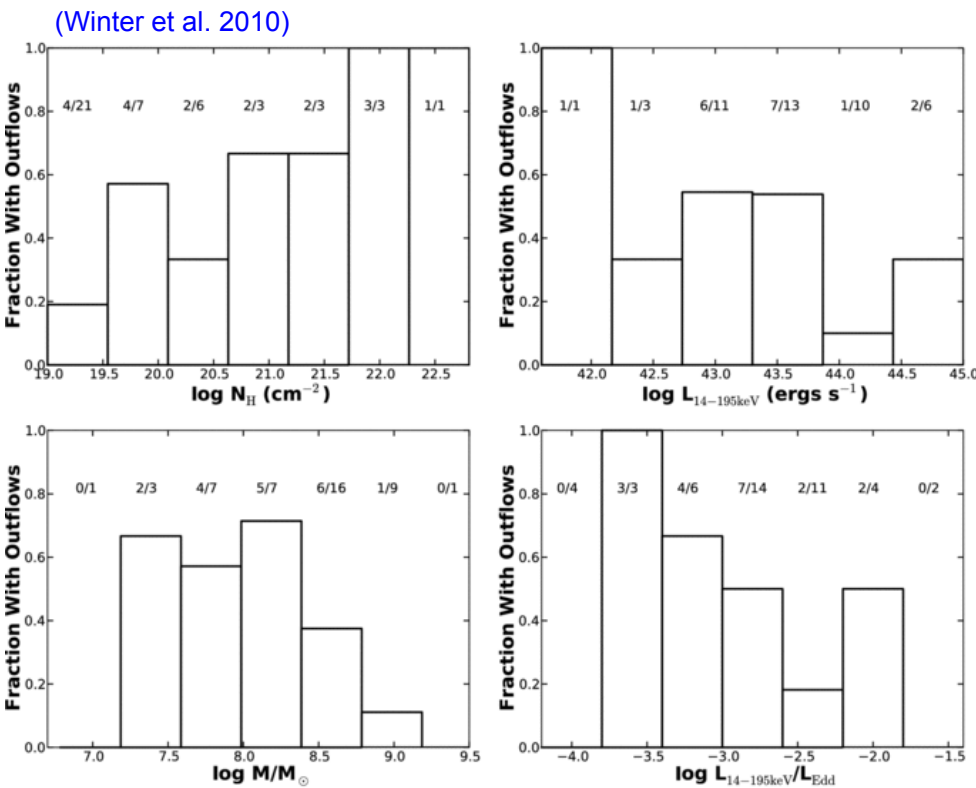 (Winter et al. 2010)
Fraction With Outflows
1.0
0.8
0.6
0.4
0.2
0.0
4/21 4/7 2/6 2/3 2/3 3/3 1/1
19.0 19.5 20.0 20.5 21.0 21.5 22.0 22.5
log N_H (cm⁻²)
Fraction With Outflows
1.0
0.8
0.6
0.4
0.2
0.0
1/1 1/3 6/11 7/13 1/10 2/6
42.0 42.5 43.0 43.5 44.0 44.5 45.0
log L_14−195keV (ergs s⁻¹)
Fraction With Outflows
1.0
0.8
0.6
0.4
0.2
0.0
0/1 2/3 4/7 5/7 6/16 1/9 0/1
7.0 7.5 8.0 8.5 9.0 9.5
log M/M_⊙
Fraction With Outflows
1.0
0.8
0.6
0.4
0.2
0.0
0/4 3/3 4/6 7/14 2/11 2/4 0/2
−4.0 −3.5 −3.0 −2.5 −2.0 −1.5
log L_14−195keV/L_Edd